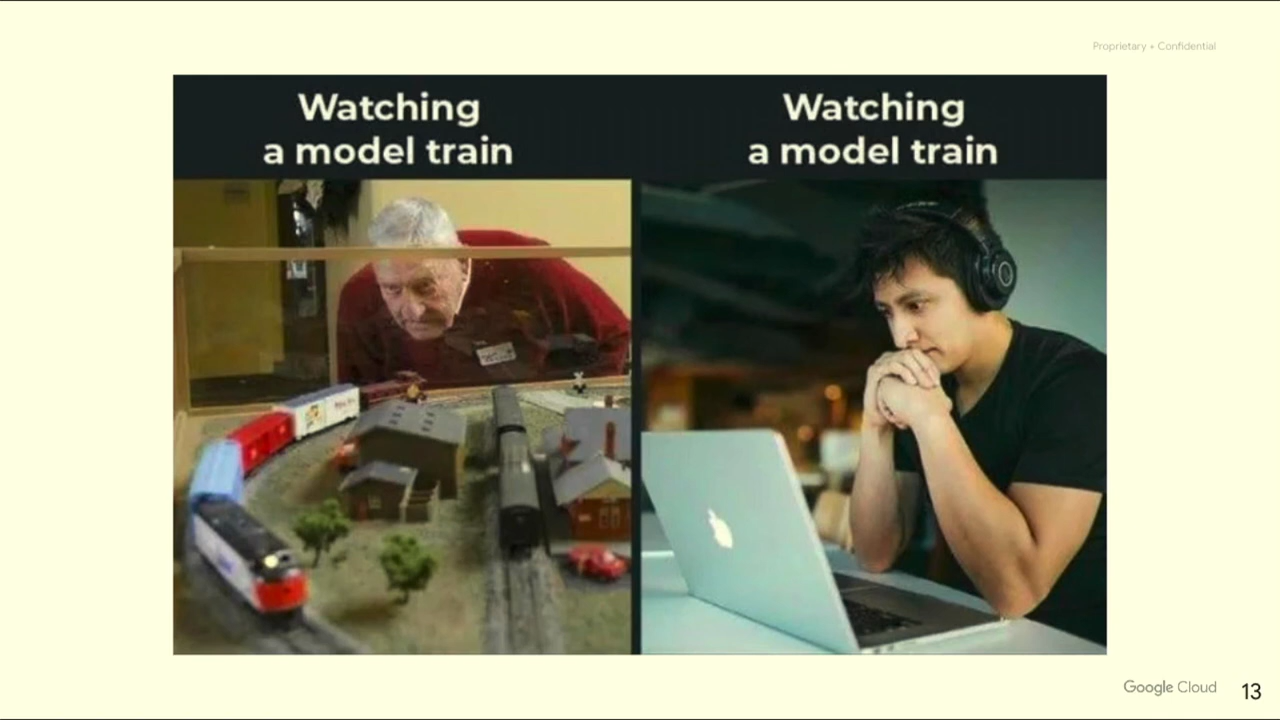 Proprietary + Confidential
Watching
a model train
Watching
a model train
Google Cloud
13